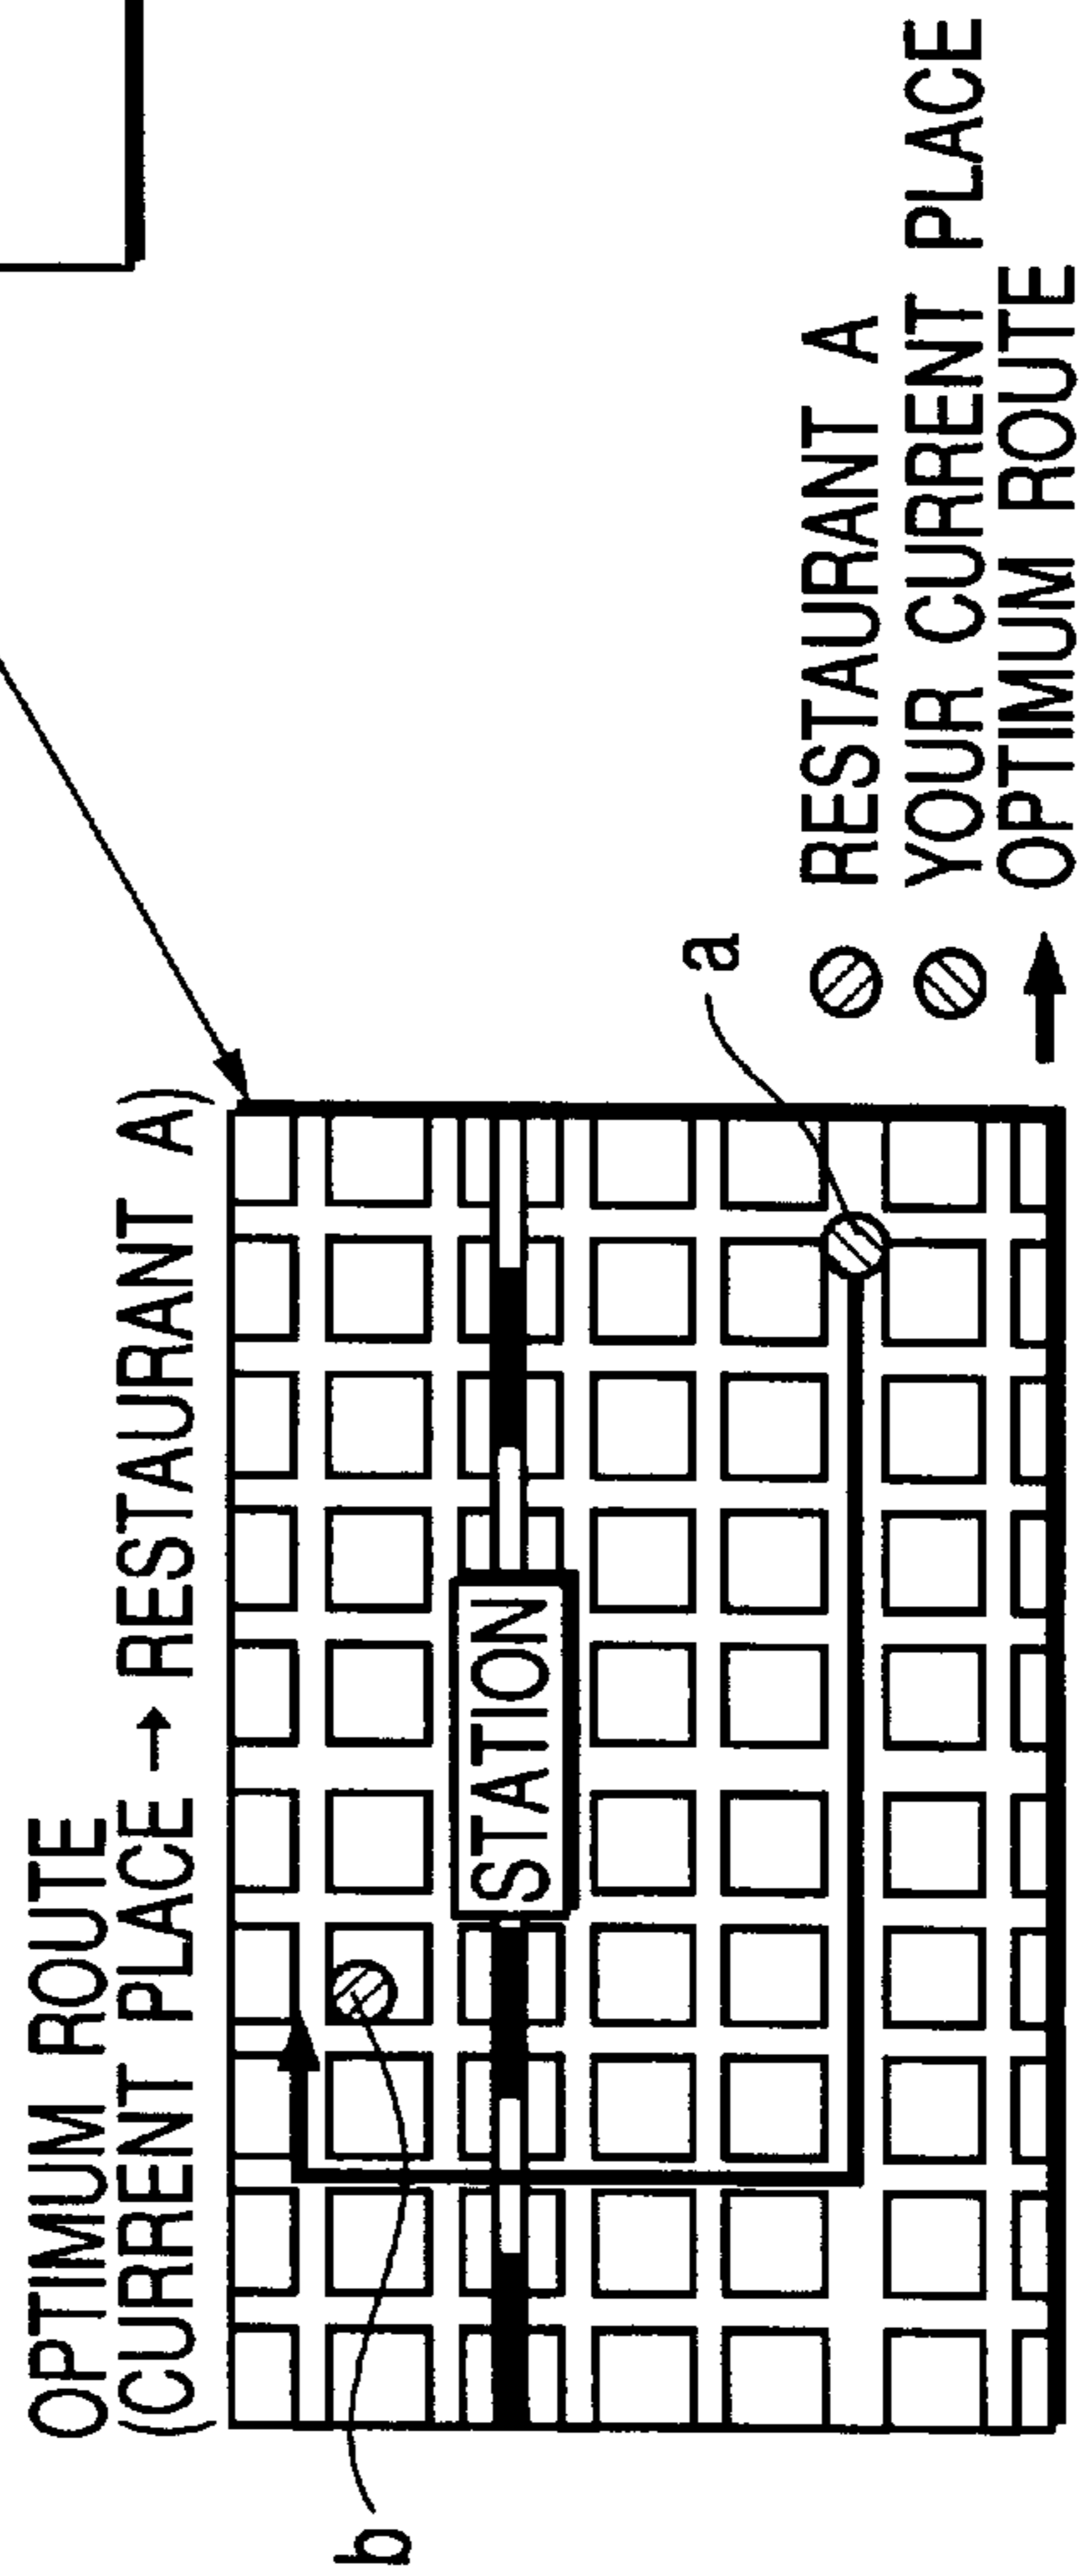 OPTIMUM ROUTE
(CURRENT PLACE → RESTAURANT A)
STATION
b
a
RESTAURANT A
YOUR CURRENT PLACE
OPTIMUM ROUTE